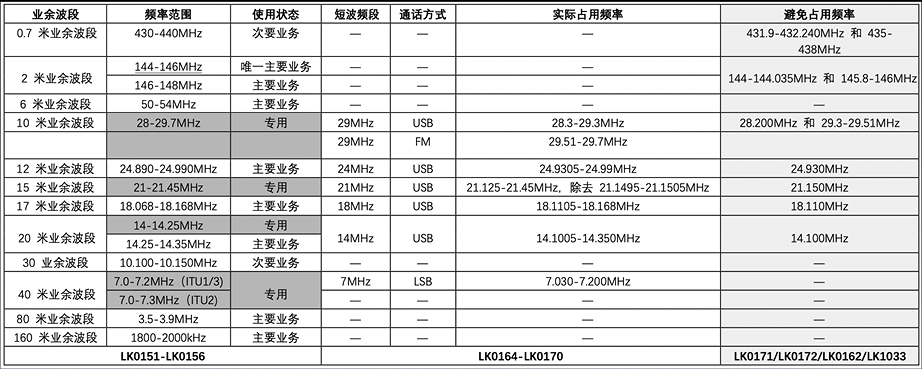 业余波段 频率范围 使用状态 短波频段 通话方式 实际占用频率 避免占用频率
0.7 米业余波段 430-440MHz 次要业务 — — — 431.9-432.240MHz 和 435-
438MHz
2 米业余波段 144-146MHz 唯一主要业务 — — — 144-144.035MHz 和 145.8-146MHz
146-148MHz 主要业务 — — —
6 米业余波段 50-54MHz 主要业务 — — — —
10 米业余波段 28-29.7MHz 专用 29MHz USB 28.3-29.3MHz 28.200MHz 和 29.3-29.51MHz
29MHz FM 29.51-29.7MHz
12 米业余波段 24.890-24.990MHz 主要业务 24MHz USB 24.9305-24.99MHz 24.930MHz
15 米业余波段 21-21.45MHz 专用 21MHz USB 21.125-21.45MHz，除去 21.1495-21.1505MHz 21.150MHz
17 米业余波段 18.068-18.168MHz 主要业务 18MHz USB 18.1105-18.168MHz 18.110MHz
20 米业余波段 14-14.25MHz 专用 14MHz USB 14.1005-14.350MHz 14.100MHz
14.25-14.35MHz 主要业务
30 业余波段 10.100-10.150MHz 次要业务 — — — —
40 米业余波段 7.0-7.2MHz（ITU1/3） 专用 7MHz LSB 7.030-7.200MHz —
7.0-7.3MHz（ITU2） — — — —
80 米业余波段 3.5-3.9MHz 主要业务 — — — —
160 米业余波段 1800-2000kHz 主要业务 — — — —
LK0151-LK0156 LK0164-LK0170 LK0171/LK0172/LK0162/LK1033